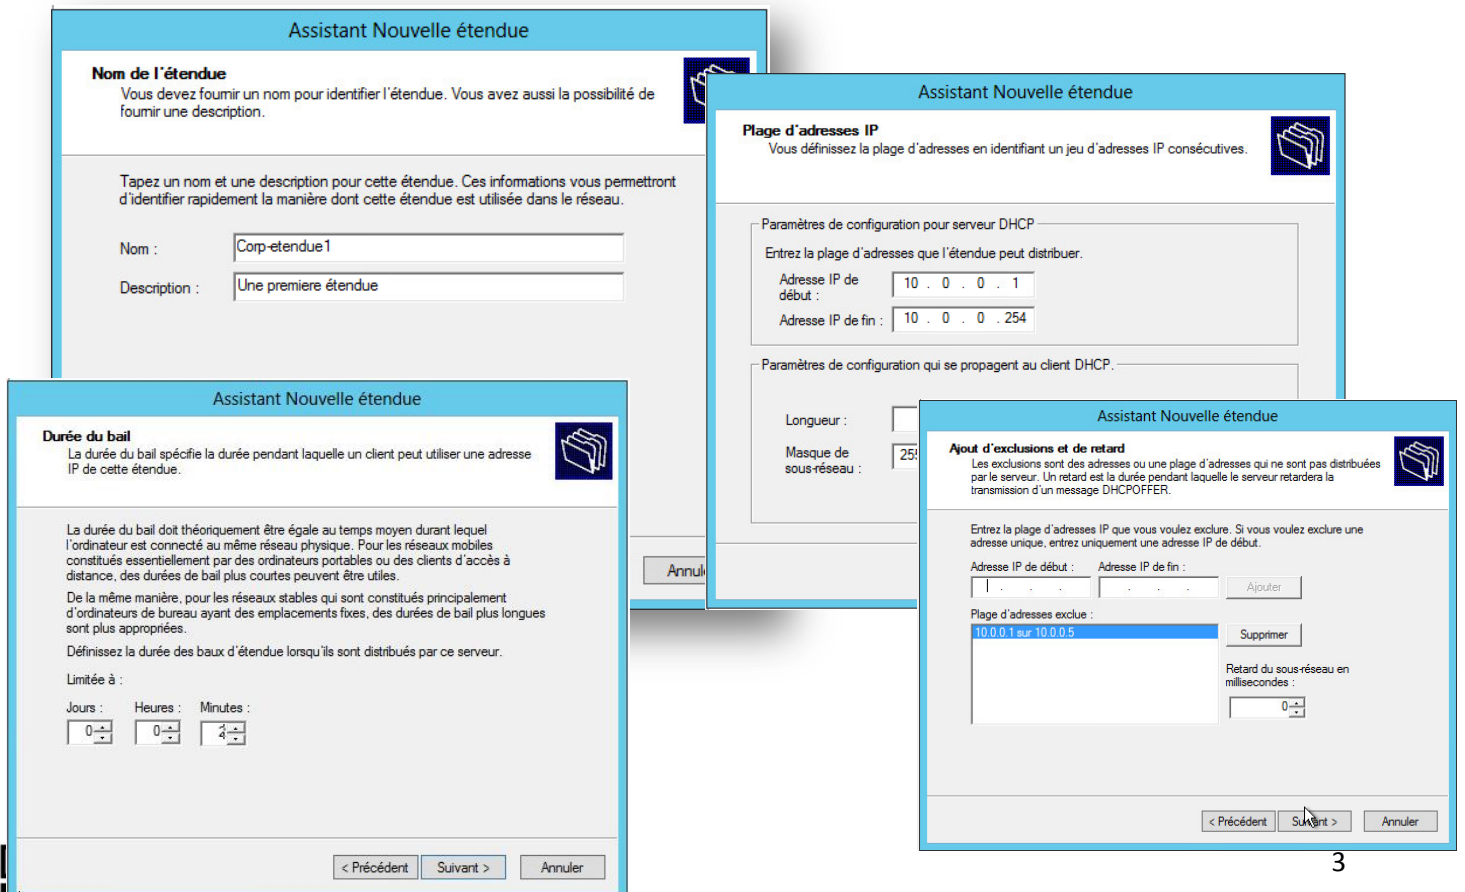 Assistant Nouvelle étendue
Nom de l'étendue
Vous devez fournir un nom pour identifier l'étendue. Vous avez aussi la possibilité de
fournir une description.
Tapez un nom et une description pour cette étendue. Ces informations vous permettront
d'identifier rapidement la manière dont cette étendue est utilisée dans le réseau.
Nom :
Corp-etendue1
Description :
Une premiere étendue
Assistant Nouvelle étendue
Plage d'adresses IP
Vous définissez la plage d'adresses en identifiant un jeu d'adresses IP consécutives.
Paramètres de configuration pour serveur DHCP
Entrez la plage d'adresses que l'étendue peut distribuer.
Adresse IP de
début :
10 . 0 . 0 . 1
Adresse IP de fin :
10 . 0 . 0 . 254
Paramètres de configuration qui se propagent au client DHCP.
Longueur :
Masque de
sous-réseau :
Assistant Nouvelle étendue
Durée du bail
La durée du bail spécifie la durée pendant laquelle un client peut utiliser une adresse
IP de cette étendue.
La durée du bail doit théoriquement être égale au temps moyen durant lequel
l'ordinateur est connecté au même réseau physique. Pour les réseaux mobiles
constitués essentiellement par des ordinateurs portables ou des clients d'accès à
distance, des durées de bail plus courtes peuvent être utiles.
De la même manière, pour les réseaux stables qui sont constitués principalement
d'ordinateurs de bureau ayant des emplacements fixes, des durées de bail plus longues
sont plus appropriées.
Définissez la durée des baux d'étendue lorsqu'ils sont distribués par ce serveur.
Limitée à :
Jours : Heures : Minutes :
0 0
< Précédent Suivant > Annuler
Assistant Nouvelle étendue
Ajout d'exclusions et de retard
Les exclusions sont des adresses ou une plage d'adresses qui ne sont pas distribuées
par le serveur. Un retard est la durée pendant laquelle le serveur retardera la
transmission d'un message DHCPOFFER.
Entrez la plage d'adresses IP que vous voulez exclure. Si vous voulez exclure une
adresse unique, entrez uniquement une adresse IP de début.
Adresse IP de début : Adresse IP de fin :
Ajouter
Plage d'adresses exclue :
10.0.0.1 sur 10.0.0.5
Supprimer
Retard du sous-réseau en
millisecondes :
0
< Précédent Suivant > Annuler
3